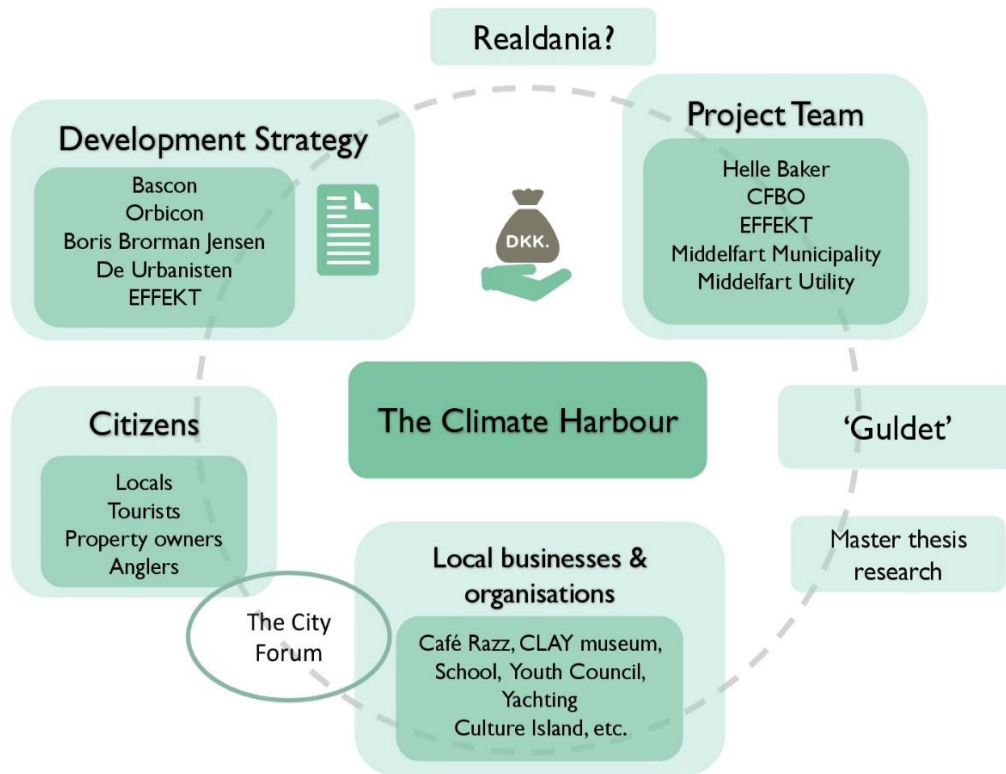 Realdania?
Development Strategy
Bascon
Orbicon
Boris Brorman Jensen
De Urbanisten
EFFEKT
DKK.
Project Team
Helle Baker
CFBO
EFFEKT
Middelfart Municipality
Middelfart Utility
Citizens
Locals
Tourists
Property owners
Anglers
The Climate Harbour
‘Guldet’
Master thesis
research
The City
Forum
Local businesses &
organisations
Café Razz, CLAY museum,
School, Youth Council,
Yachting
Culture Island, etc.